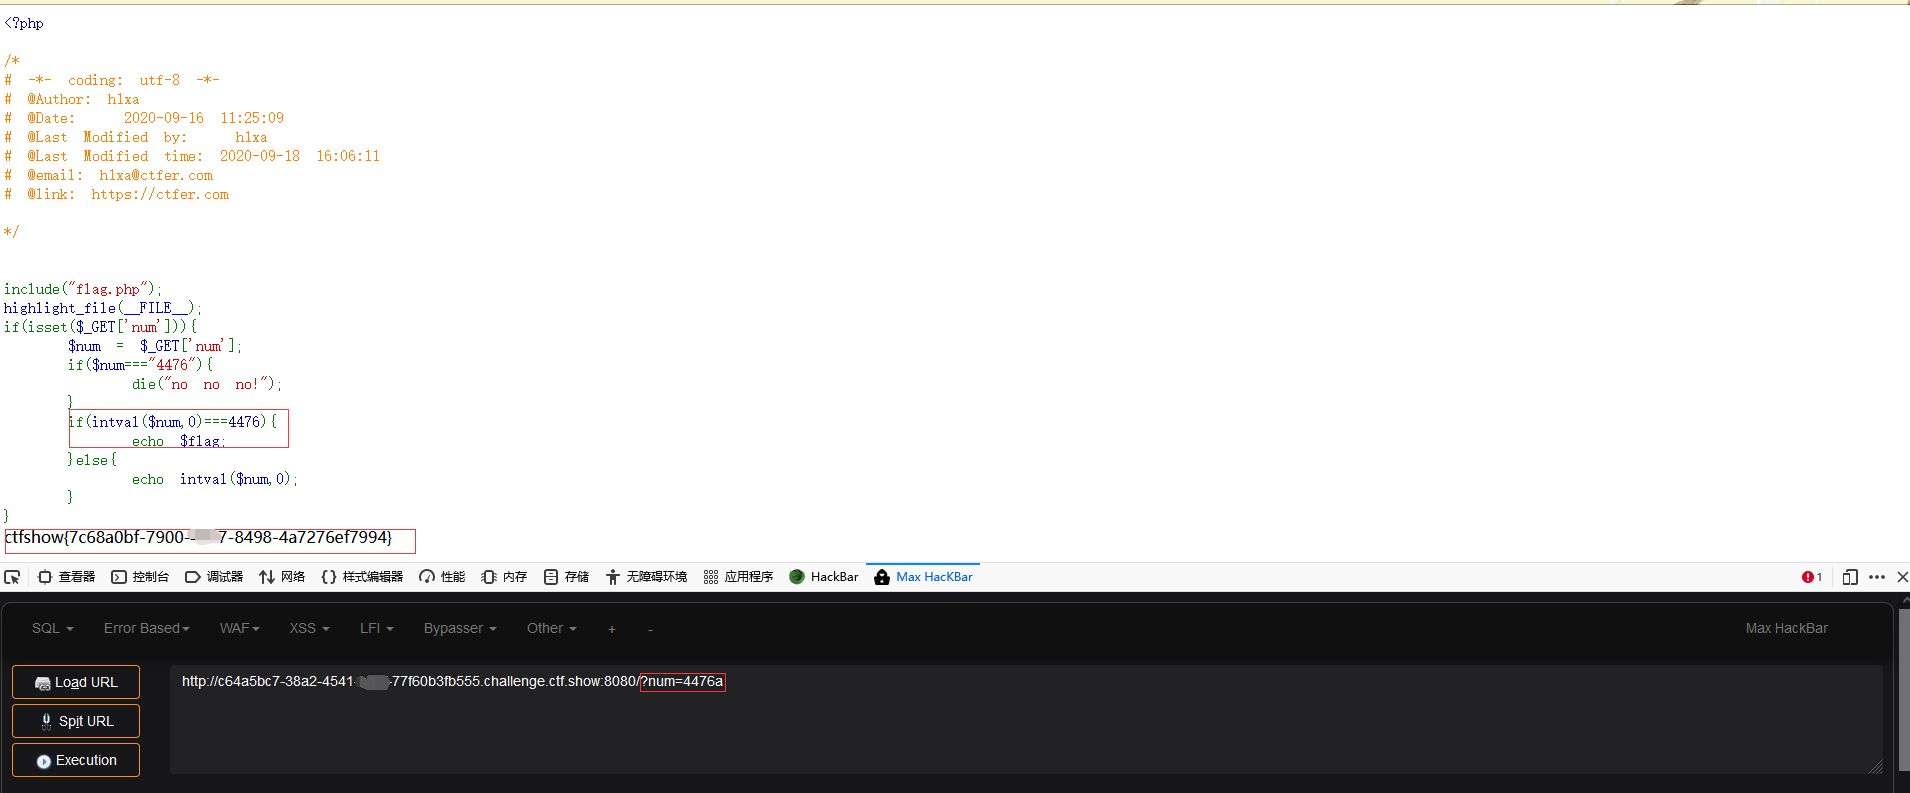 <?php
/*
# -*- coding: utf-8 -*-
# @Author: h1xa
# @Date: 2020-09-16 11:25:09
# @Last Modified by: h1xa
# @Last Modified time: 2020-09-18 16:06:11
# @email: h1xa@ctfer.com
# @link: https://ctfer.com
*/
include("flag.php");
highlight_file(__FILE__);
if(isset($_GET['num'])){
$num = $_GET['num'];
if($num==="4476"){
die("no no no!");
}
if(intval($num,0)===4476){
echo $flag;
}else{
echo intval($num,0);
}
}
ctfshow{7c68a0bf-7900- 7-8498-4a7276ef7994}
查看器 控制台 调试器 网络 {} 样式编辑器 性能 内存 存储 无障碍环境 应用程序 HackBar Max HacKBar 1
SQL Error Based WAF XSS LFI Bypasser Other + - Max HackBar
Load URL http://c64a5bc7-38a2-4541- -77f60b3fb555.challenge.ctf.show:8080/?num=4476a
Split URL
Execution